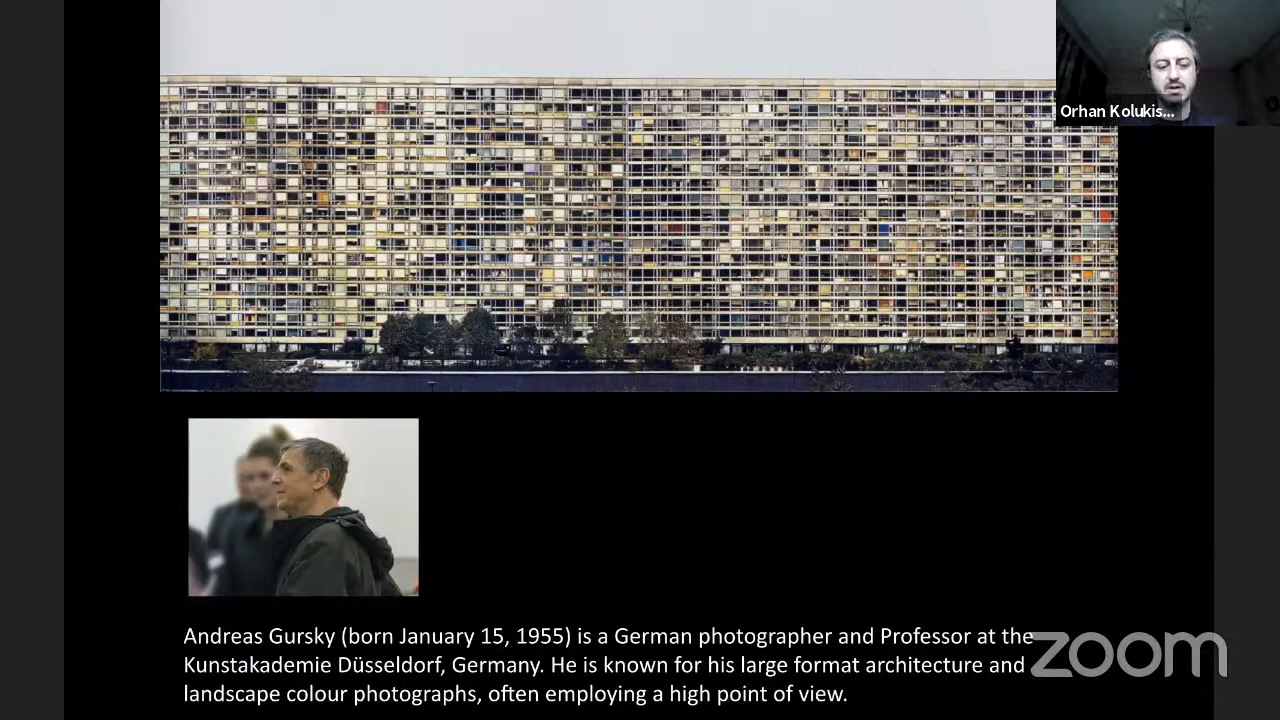 Orhan Kolukis...
Andreas Gursky (born January 15, 1955) is a German photographer and Professor at the
Kunstakademie Düsseldorf, Germany. He is known for his large format architecture and
landscape colour photographs, often employing a high point of view.
zoom